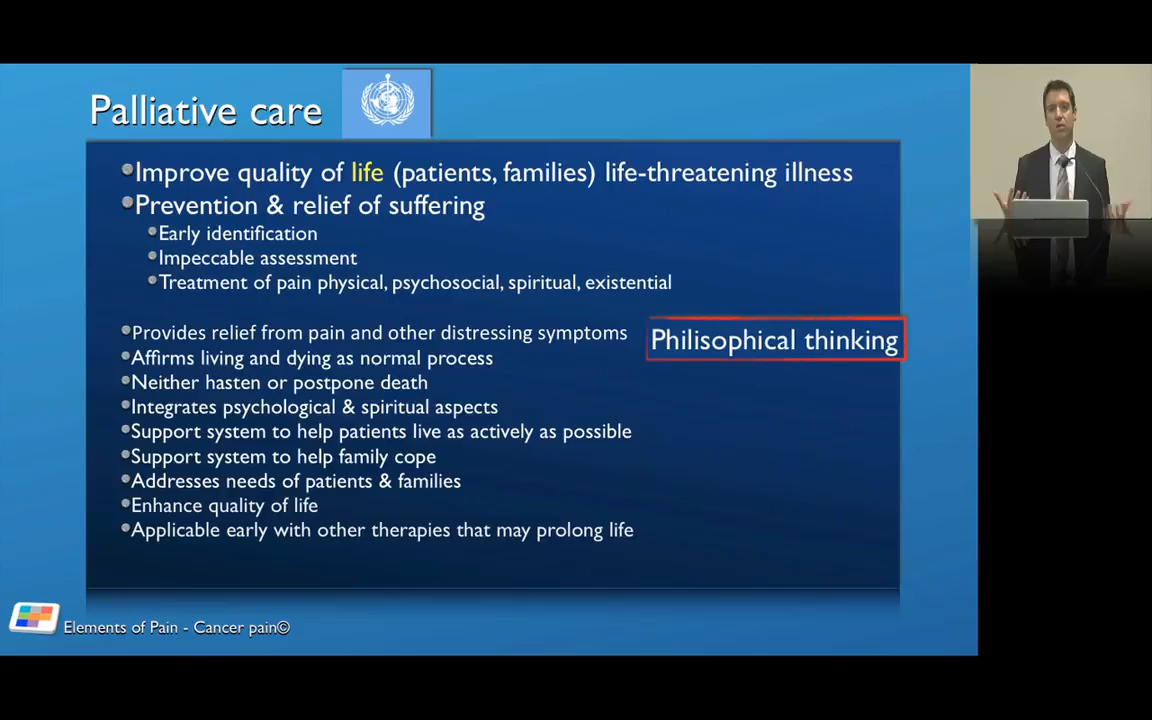 Palliative care
Improve quality of life (patients, families) life-threatening illness
Prevention & relief of suffering
Early identification
Impeccable assessment
Treatment of pain physical, psychosocial, spiritual, existential
Provides relief from pain and other distressing symptoms
Philisophical thinking
Affirms living and dying as normal process
Neither hasten or postpone death
Integrates psychological & spiritual aspects
Support system to help patients live as actively as possible
Support system to help family cope
Addresses needs of patients & families
Enhance quality of life
Applicable early with other therapies that may prolong life
Elements of Pain - Cancer pain©